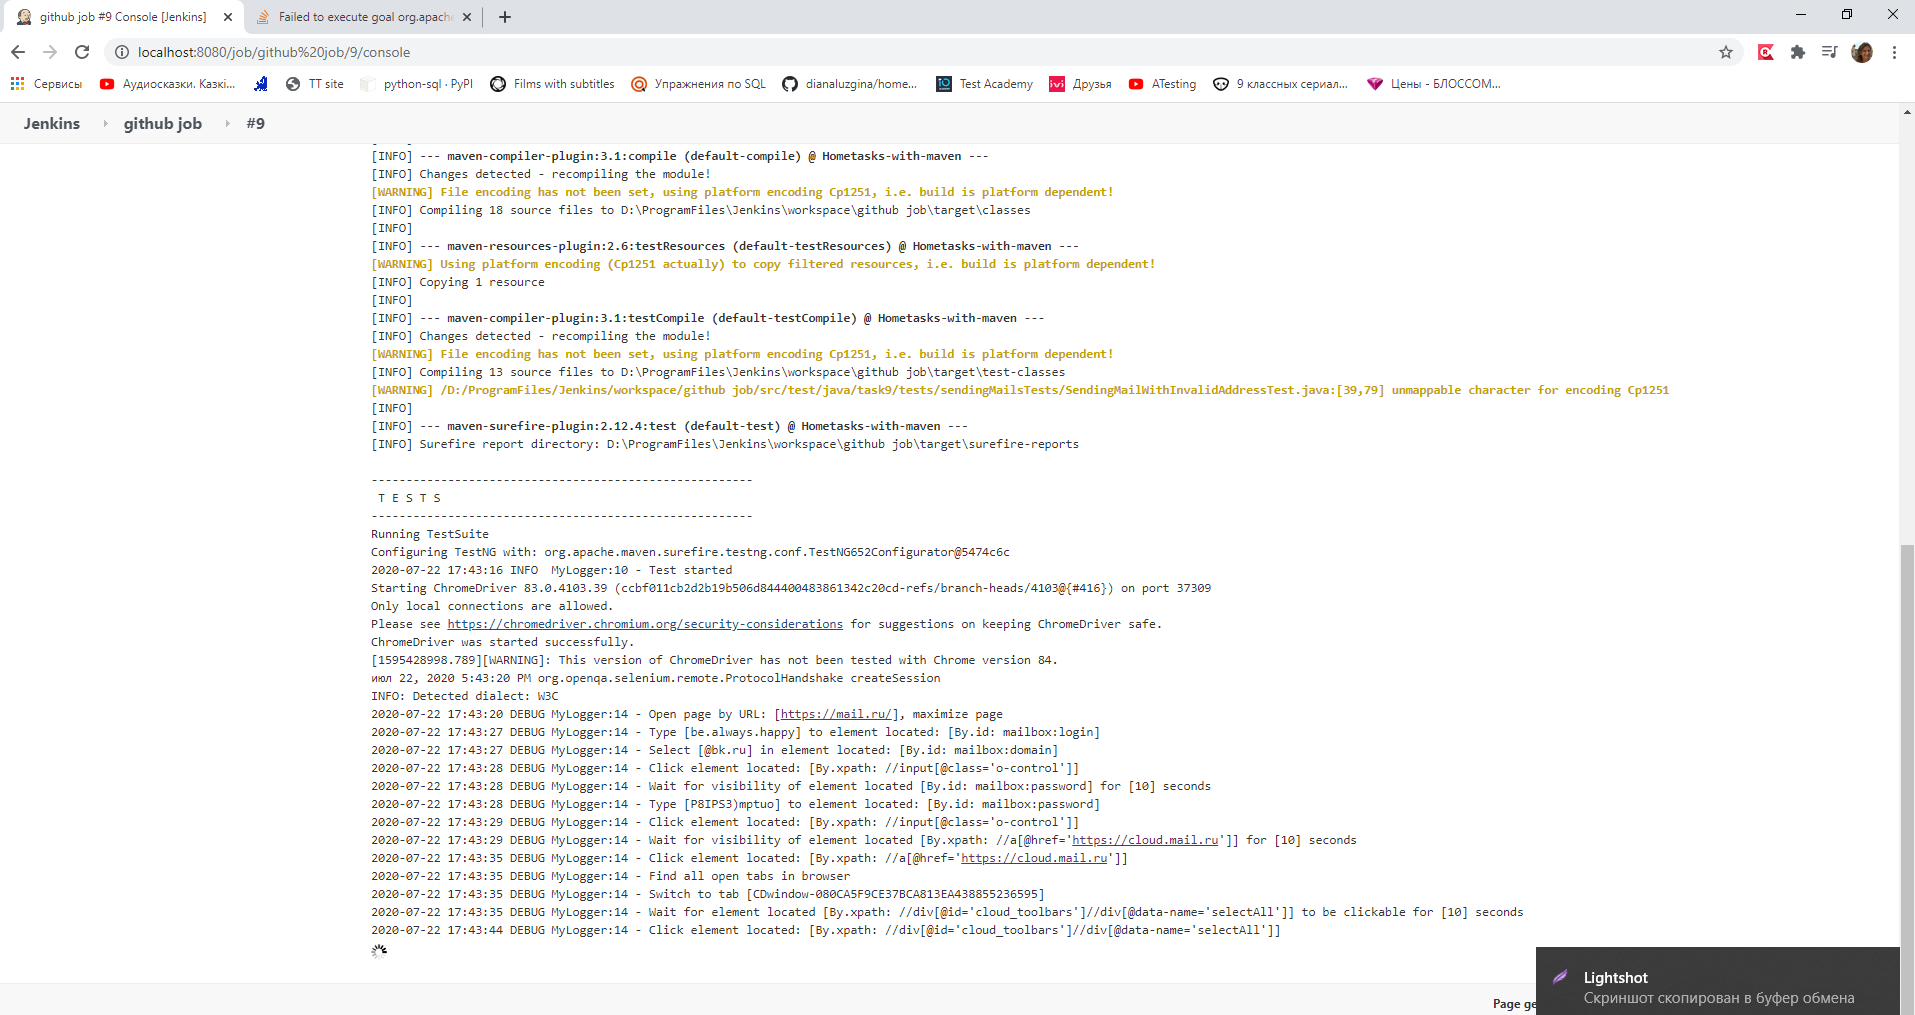 github job #9 Console [Jenkins]
Failed to execute goal org.apache
localhost:8080/job/github%20job/9/console
Сервисы
Аудиосказки. Казкі...
TT site
python-sql · PyPI
Films with subtitles
Упражнения по SQL
dianaluzgina/home...
Test Academy
ivi Друзья
ATesting
9 классных сериал...
Цены - БЛОССОМ...
Jenkins
github job
#9
[INFO] --- maven-compiler-plugin:3.1:compile (default-compile) @ Hometasks-with-maven ---
[INFO] Changes detected - recompiling the module!
[WARNING] File encoding has not been set, using platform encoding Cp1251, i.e. build is platform dependent!
[INFO] Compiling 18 source files to D:\ProgramFiles\Jenkins\workspace\github job\target\classes
[INFO]
[INFO] --- maven-resources-plugin:2.6:testResources (default-testResources) @ Hometasks-with-maven ---
[WARNING] Using platform encoding (Cp1251 actually) to copy filtered resources, i.e. build is platform dependent!
[INFO] Copying 1 resource
[INFO]
[INFO] --- maven-compiler-plugin:3.1:testCompile (default-testCompile) @ Hometasks-with-maven ---
[INFO] Changes detected - recompiling the module!
[WARNING] File encoding has not been set, using platform encoding Cp1251, i.e. build is platform dependent!
[INFO] Compiling 13 source files to D:\ProgramFiles\Jenkins\workspace\github job\target\test-classes
[WARNING] /D:/ProgramFiles/Jenkins/workspace/github job/src/test/java/task9/tests/sendingMailsTests/SendingMailWithInvalidAddressTest.java:[39,79] unmappable character for encoding Cp1251
[INFO]
[INFO] --- maven-surefire-plugin:2.12.4:test (default-test) @ Hometasks-with-maven ---
[INFO] Surefire report directory: D:\ProgramFiles\Jenkins\workspace\github job\target\surefire-reports
-------------------------------------------------------
T E S T S
-------------------------------------------------------
Running TestSuite
Configuring TestNG with: org.apache.maven.surefire.testng.conf.TestNG652Configurator@5474c6c
2020-07-22 17:43:16 INFO  MyLogger:10 - Test started
Starting ChromeDriver 83.0.4103.39 (ccbf011cb2d2b19b506d844400483861342c20cd-refs/branch-heads/4103@{#416}) on port 37309
Only local connections are allowed.
Please see https://chromedriver.chromium.org/security-considerations for suggestions on keeping ChromeDriver safe.
ChromeDriver was started successfully.
[1595428998.789][WARNING]: This version of ChromeDriver has not been tested with Chrome version 84.
июл 22, 2020 5:43:20 PM org.openqa.selenium.remote.ProtocolHandshake createSession
INFO: Detected dialect: W3C
2020-07-22 17:43:20 DEBUG MyLogger:14 - Open page by URL: [https://mail.ru/], maximize page
2020-07-22 17:43:27 DEBUG MyLogger:14 - Type [be.always.happy] to element located: [By.id: mailbox:login]
2020-07-22 17:43:27 DEBUG MyLogger:14 - Select [@bk.ru] in element located: [By.id: mailbox:domain]
2020-07-22 17:43:28 DEBUG MyLogger:14 - Click element located: [By.xpath: //input[@class='o-control']]
2020-07-22 17:43:28 DEBUG MyLogger:14 - Wait for visibility of element located [By.id: mailbox:password] for [10] seconds
2020-07-22 17:43:28 DEBUG MyLogger:14 - Type [P8IPS3)mptuo] to element located: [By.id: mailbox:password]
2020-07-22 17:43:29 DEBUG MyLogger:14 - Click element located: [By.xpath: //input[@class='o-control']]
2020-07-22 17:43:29 DEBUG MyLogger:14 - Wait for visibility of element located [By.xpath: //a[@href='https://cloud.mail.ru']] for [10] seconds
2020-07-22 17:43:35 DEBUG MyLogger:14 - Click element located: [By.xpath: //a[@href='https://cloud.mail.ru']]
2020-07-22 17:43:35 DEBUG MyLogger:14 - Find all open tabs in browser
2020-07-22 17:43:35 DEBUG MyLogger:14 - Switch to tab [CDwindow-080CA5F9CE37BCA813EA438855236595]
2020-07-22 17:43:35 DEBUG MyLogger:14 - Wait for element located [By.xpath: //div[@id='cloud_toolbars']//div[@data-name='selectAll']] to be clickable for [10] seconds
2020-07-22 17:43:44 DEBUG MyLogger:14 - Click element located: [By.xpath: //div[@id='cloud_toolbars']//div[@data-name='selectAll']]
Page ge
Lightshot
Скриншот скопирован в буфер обмена